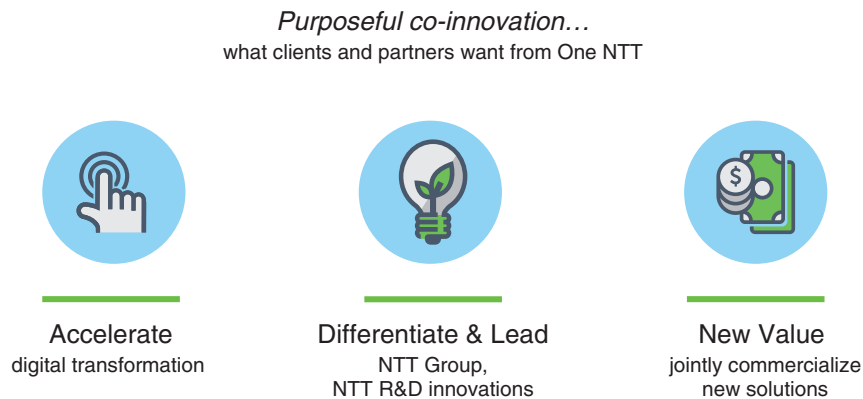 Purposeful co-innovation…
what clients and partners want from One NTT
$
Accelerate
digital transformation
Differentiate & Lead
NTT Group,
NTT R&D innovations
New Value
jointly commercialize
new solutions